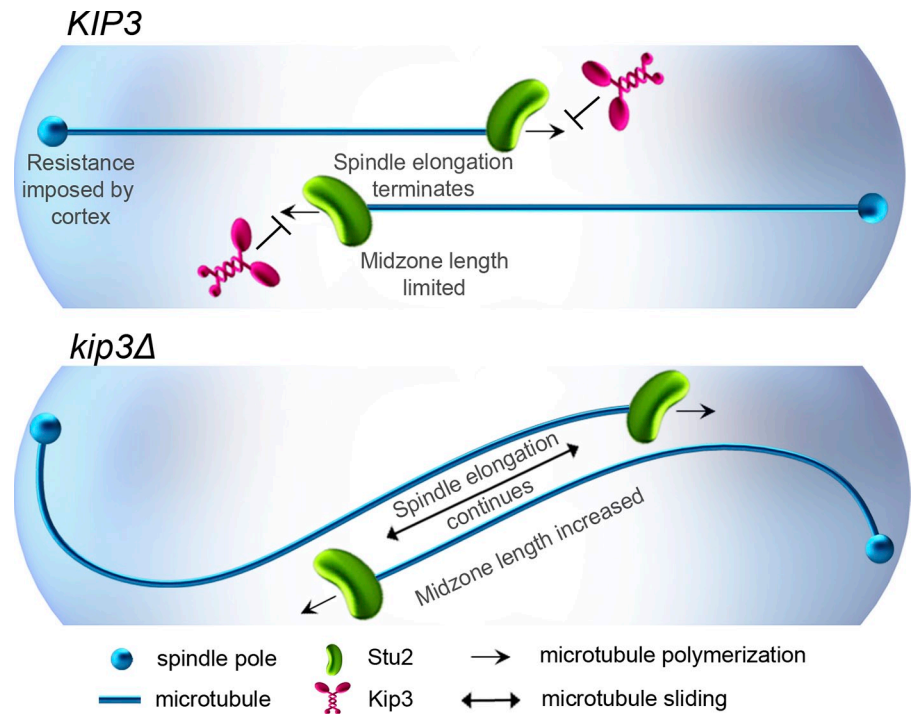 KIP3
Resistance
imposed by
cortex
Spindle elongation
terminates
Midzone length
limited
kip3Δ
Spindle elongation
continues
Midzone length increased
spindle pole
Stu2
microtubule polymerization
microtubule
Kip3
microtubule sliding